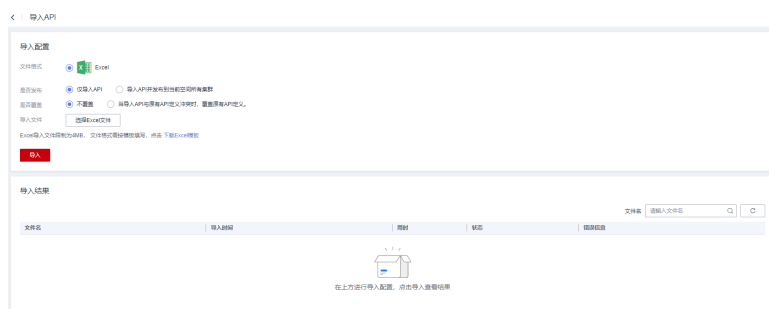 导入API
导入配置
文件格式 Excel
是否发布 仅导入API 导入API并发布到当前空间所有集群
是否覆盖 不覆盖 当导入API与原有API定义冲突时，覆盖原有API定义。
导入文件 选择Excel文件
Excel导入文件限制为4MB， 文件格式需按模板填写，点击 下载Excel模板
导入
导入结果
文件名 请输入文件名
文件名 导入时间 用时 状态 错误信息
在上方进行导入配置，点击导入查看结果